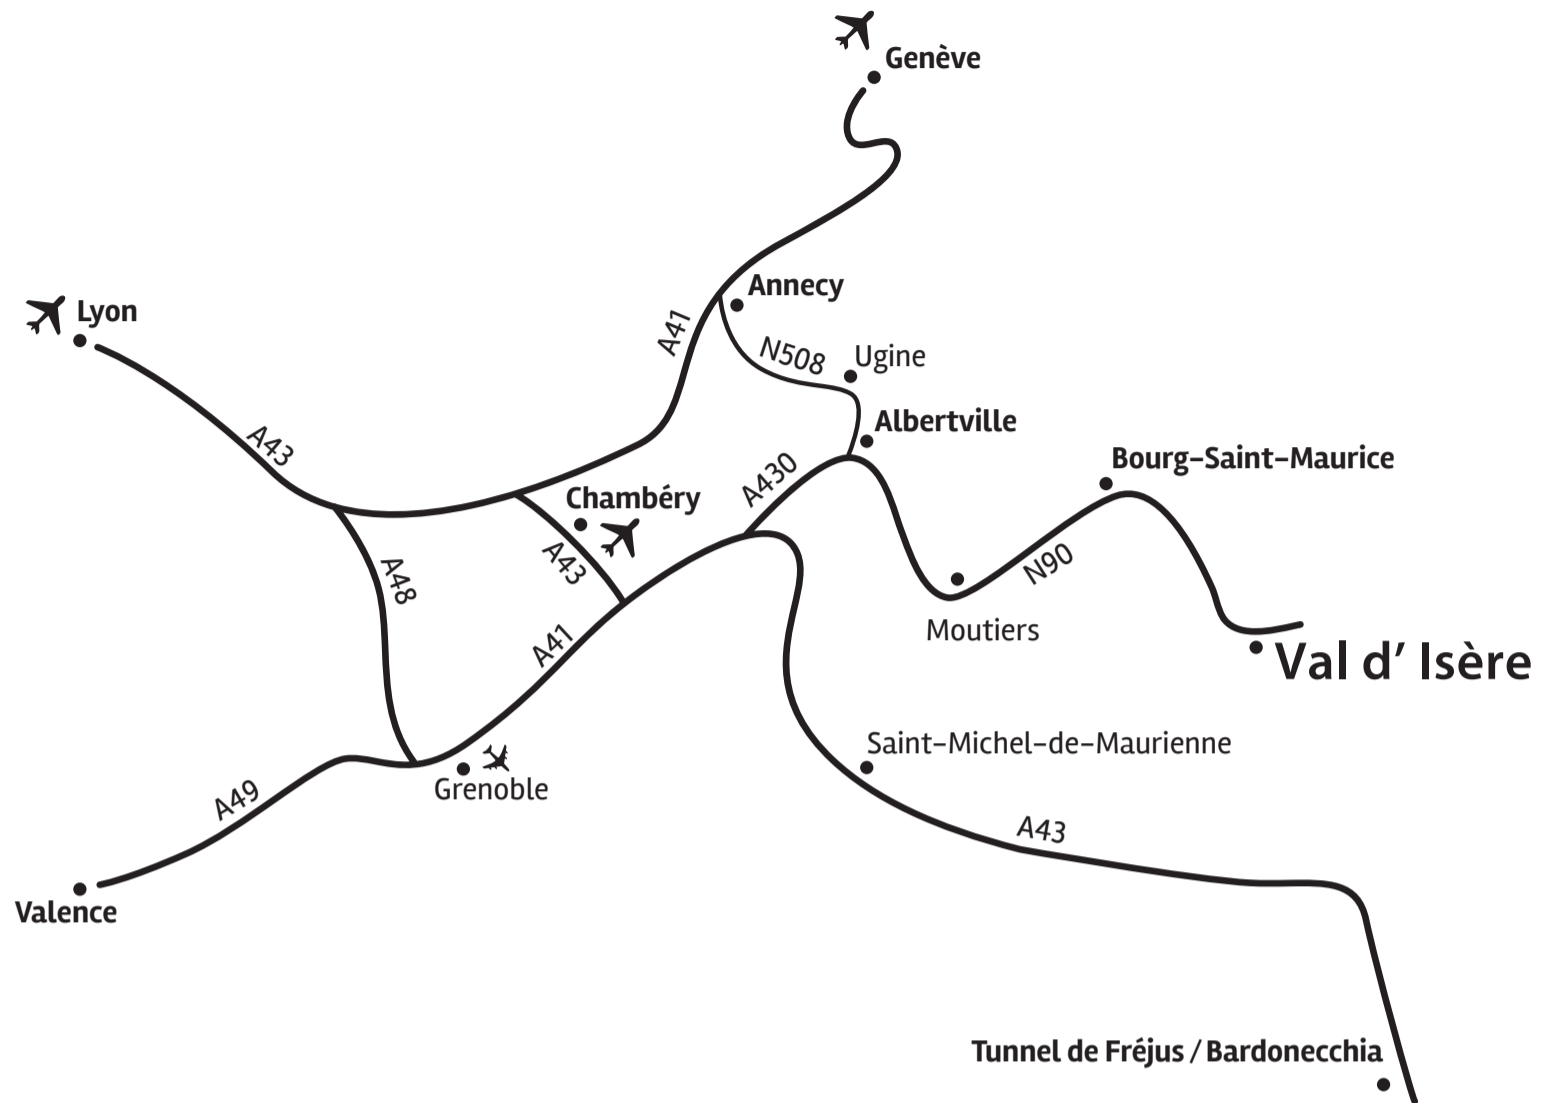 Genève
Annecy
Lyon
A41
N508
Ugine
Albertville
A43
Bourg-Saint-Maurice
A430
Chambéry
A43
A48
N90
Moutiers
A41
Val d' Isère
Saint-Michel-de-Maurienne
Grenoble
A49
A43
Valence
Tunnel de Fréjus / Bardonecchia